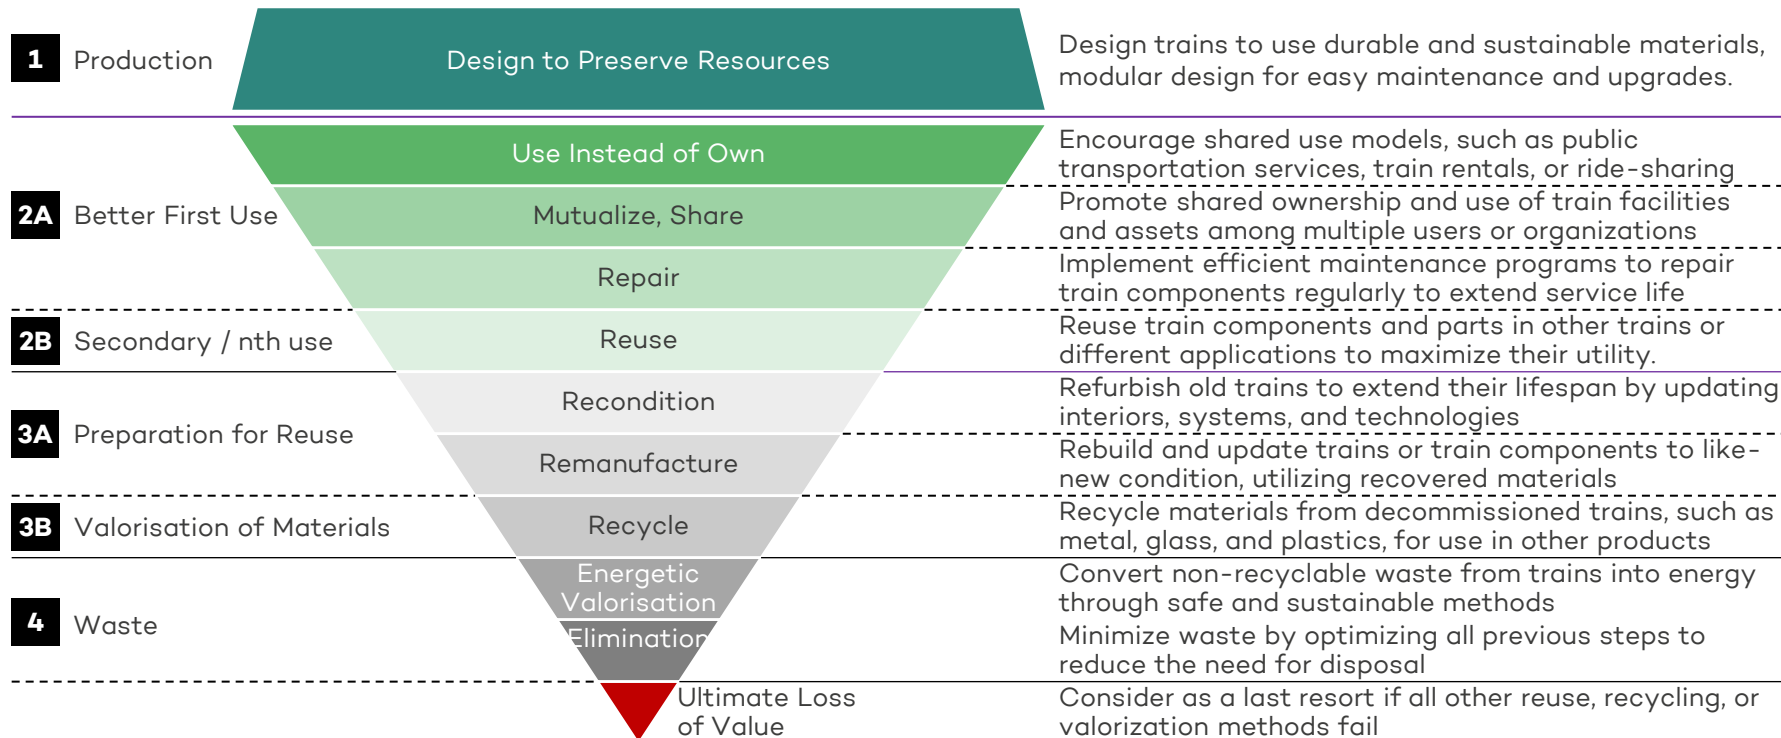 1 Production
Design to Preserve Resources
Design trains to use durable and sustainable materials,
modular design for easy maintenance and upgrades.
2A Better First Use
Use Instead of Own
Encourage shared use models, such as public
transportation services, train rentals, or ride-sharing
Mutualize, Share
Promote shared ownership and use of train facilities
and assets among multiple users or organizations
Repair
Implement efficient maintenance programs to repair
train components regularly to extend service life
2B Secondary / nth use
Reuse
Reuse train components and parts in other trains or
different applications to maximize their utility.
3A Preparation for Reuse
Recondition
Refurbish old trains to extend their lifespan by updating
interiors, systems, and technologies
Remanufacture
Rebuild and update trains or train components to like-
new condition, utilizing recovered materials
3B Valorisation of Materials
Recycle
Recycle materials from decommissioned trains, such as
metal, glass, and plastics, for use in other products
4 Waste
Energetic
Valorisation
Convert non-recyclable waste from trains into energy
through safe and sustainable methods
Elimination
Minimize waste by optimizing all previous steps to
reduce the need for disposal
Ultimate Loss
of Value
Consider as a last resort if all other reuse, recycling, or
valorization methods fail